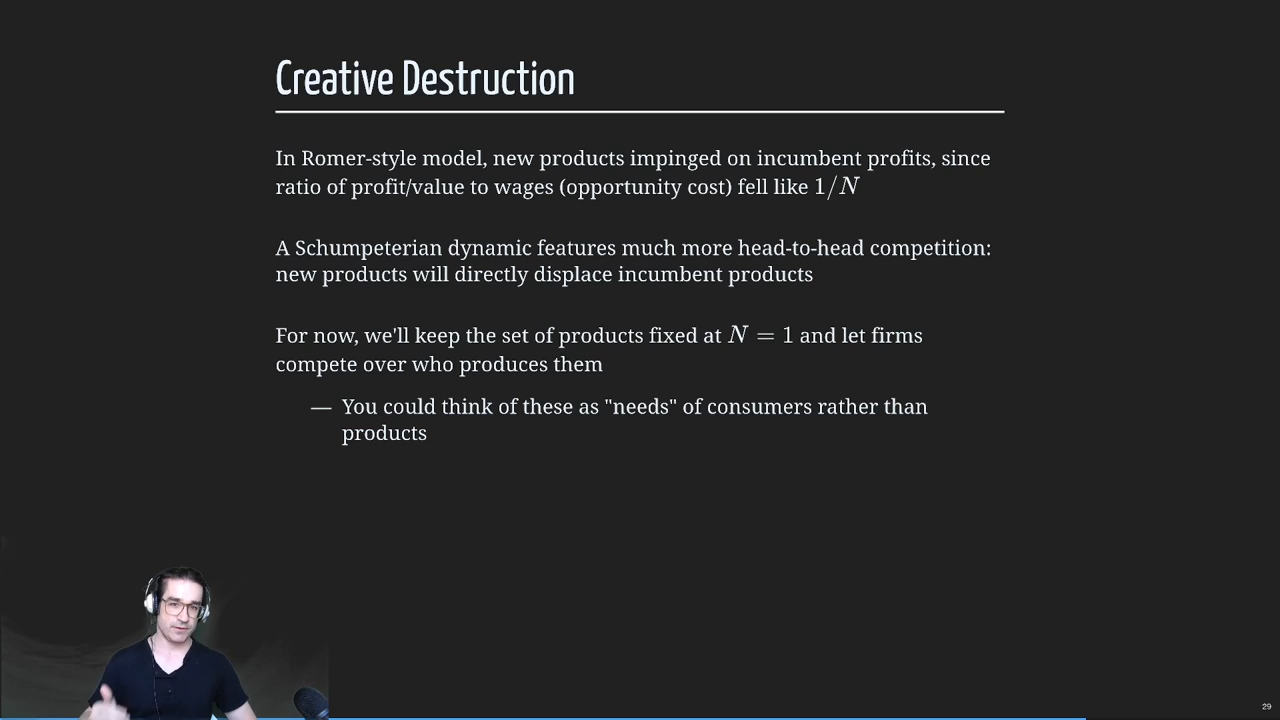 Creative Destruction
In Romer-style model, new products impinged on incumbent profits, since
ratio of profit/value to wages (opportunity cost) fell like 1/N
A Schumpeterian dynamic features much more head-to-head competition:
new products will directly displace incumbent products
For now, we'll keep the set of products fixed at N = 1 and let firms
compete over who produces them
— You could think of these as "needs" of consumers rather than
products
29